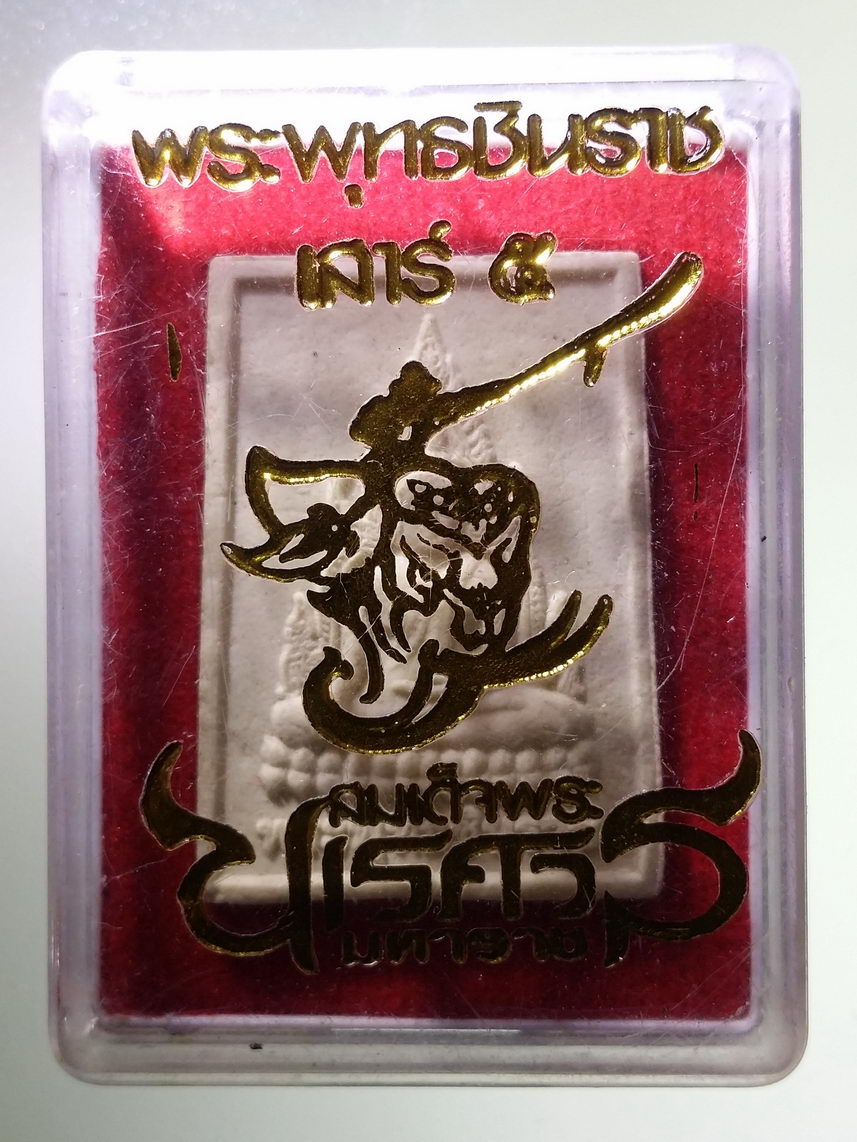 พระพุทธชินราช
เสาร์ ๕
สมเด็จพระ
นเรศวร
มหาราช